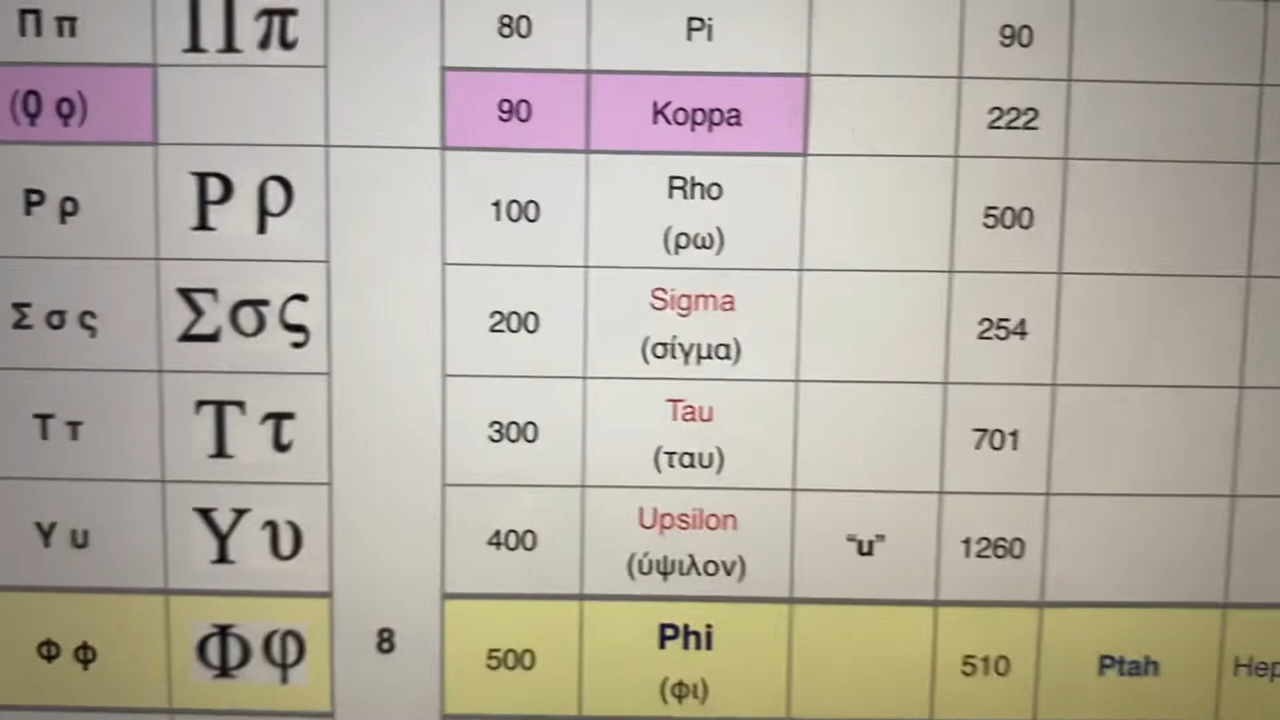 Π π Ππ 80 Pi 90
(Ϙ ϙ) 90 Koppa 222
Ρ ρ Ρ ρ 100 Rho (ρω) 500
Σ σ ς Σσς 200 Sigma (σίγμα) 254
Τ τ Ττ 300 Tau (ταυ) 701
Υ υ Υυ 400 Upsilon (ύψιλον) “u” 1260
Φ φ Φφ 8 500 Phi (φι) 510 Ptah Hep